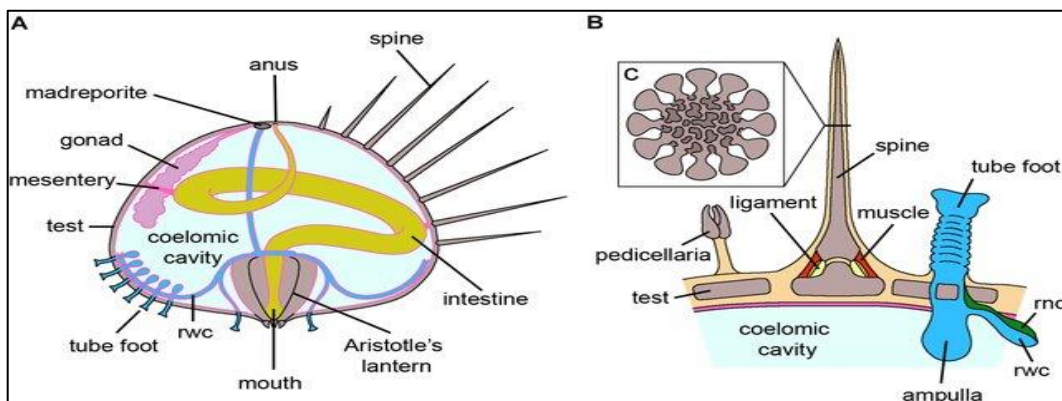 A
spine
anus
madreporite
gonad
mesentery
test
coelomic
cavity
intestine
rwc
tube foot
Aristotle's
lantern
mouth
B
C
spine
tube foot
ligament
muscle
pedicellaria
test
rnc
coelomic
cavity
rwc
ampulla